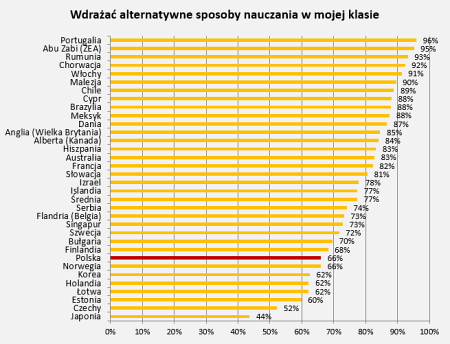 Wdrażać alternatywne sposoby nauczania w mojej klasie
Portugalia 96%
Abu Zabi (ZEA) 95%
Rumunia 93%
Chorwacja 92%
Włochy 91%
Malezja 90%
Chile 89%
Cypr 88%
Brazylia 88%
Meksyk 88%
Dania 87%
Anglia (Wielka Brytania) 85%
Alberta (Kanada) 84%
Hiszpania 83%
Australia 83%
Francja 82%
Słowacja 81%
Izrael 78%
Islandia 77%
Średnia 77%
Serbia 74%
Flandria (Belgia) 73%
Singapur 73%
Szwecja 72%
Bułgaria 70%
Finlandia 68%
Polska 66%
Norwegia 66%
Korea 62%
Holandia 62%
Łotwa 62%
Estonia 60%
Czechy 52%
Japonia 44%
0% 10% 20% 30% 40% 50% 60% 70% 80% 90% 100%